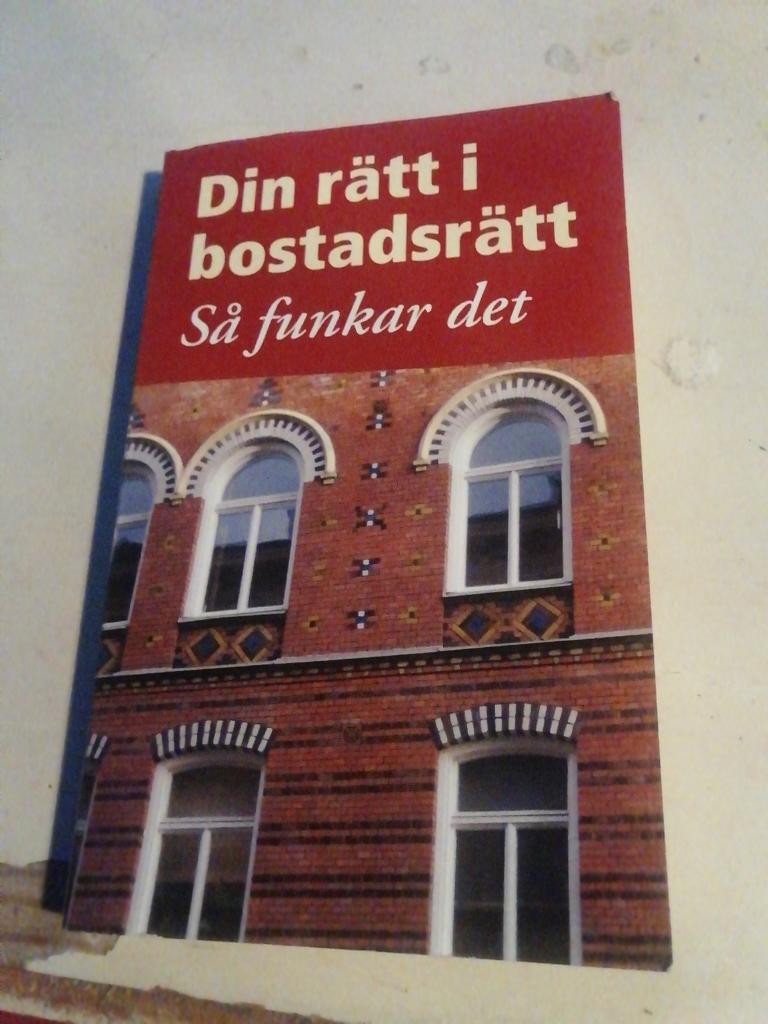 Din rätt i
bostadsrätt
Så funkar det